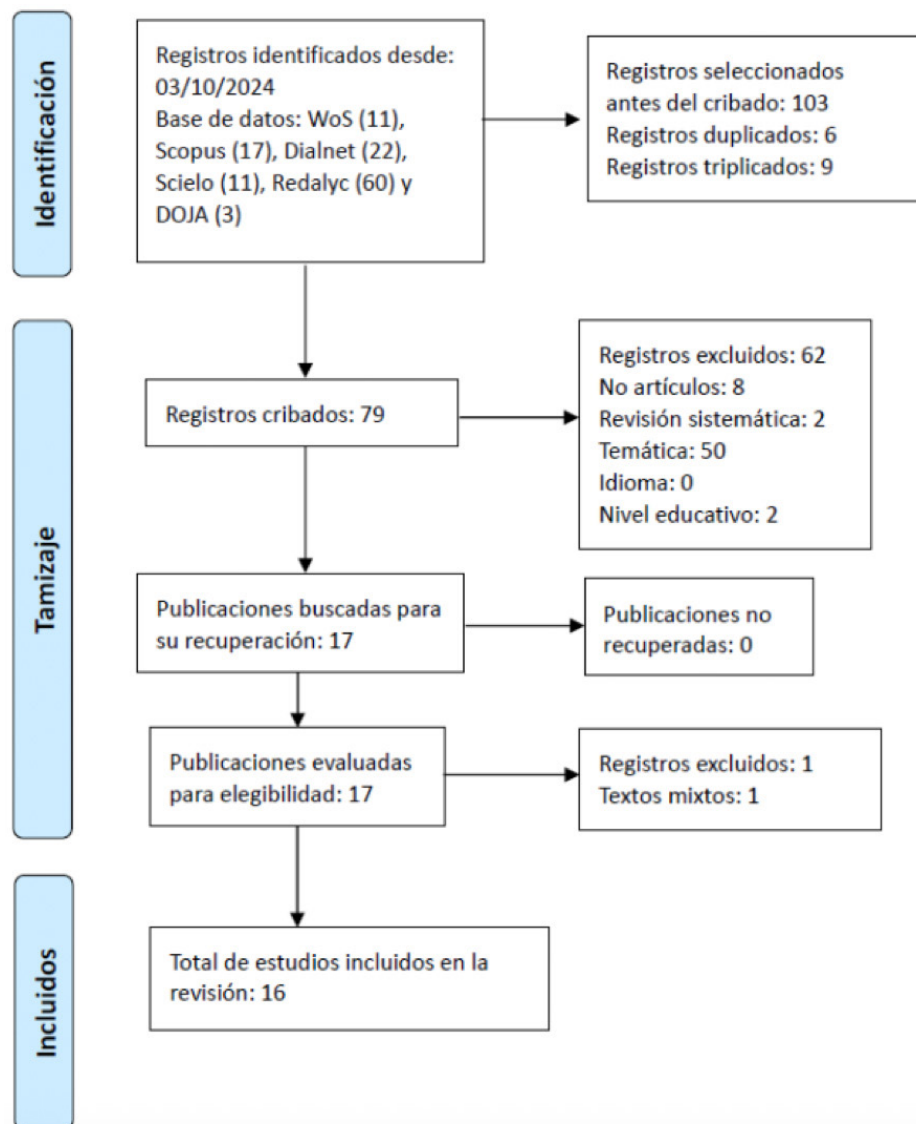 Identificación
Registros identificados desde:
03/10/2024
Base de datos: WoS (11),
Scopus (17), Dialnet (22),
Scielo (11), Redalyc (60) y
DOJA (3)
Registros seleccionados
antes del cribado: 103
Registros duplicados: 6
Registros triplicados: 9
Tamizaje
Registros cribados: 79
Registros excluidos: 62
No artículos: 8
Revisión sistemática: 2
Temática: 50
Idioma: 0
Nivel educativo: 2
Publicaciones buscadas para
su recuperación: 17
Publicaciones no
recuperadas: 0
Publicaciones evaluadas
para elegibilidad: 17
Registros excluidos: 1
Textos mixtos: 1
Incluidos
Total de estudios incluidos en la
revisión: 16